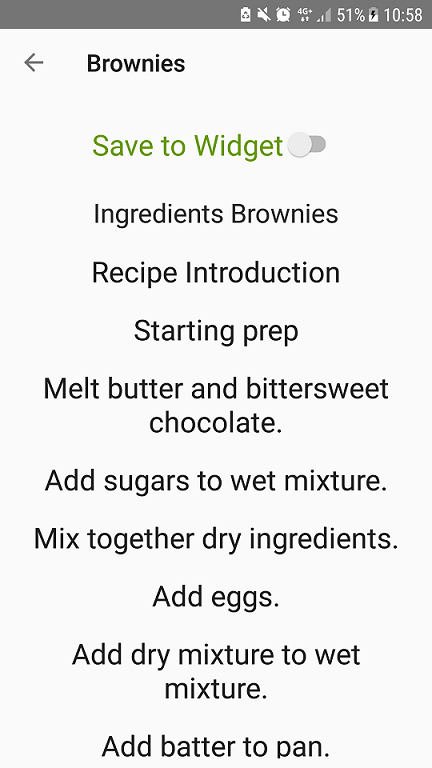 4G+ 51% 10:58
Brownies
Save to Widget
Ingredients Brownies
Recipe Introduction
Starting prep
Melt butter and bittersweet
chocolate.
Add sugars to wet mixture.
Mix together dry ingredients.
Add eggs.
Add dry mixture to wet
mixture.
Add batter to pan.